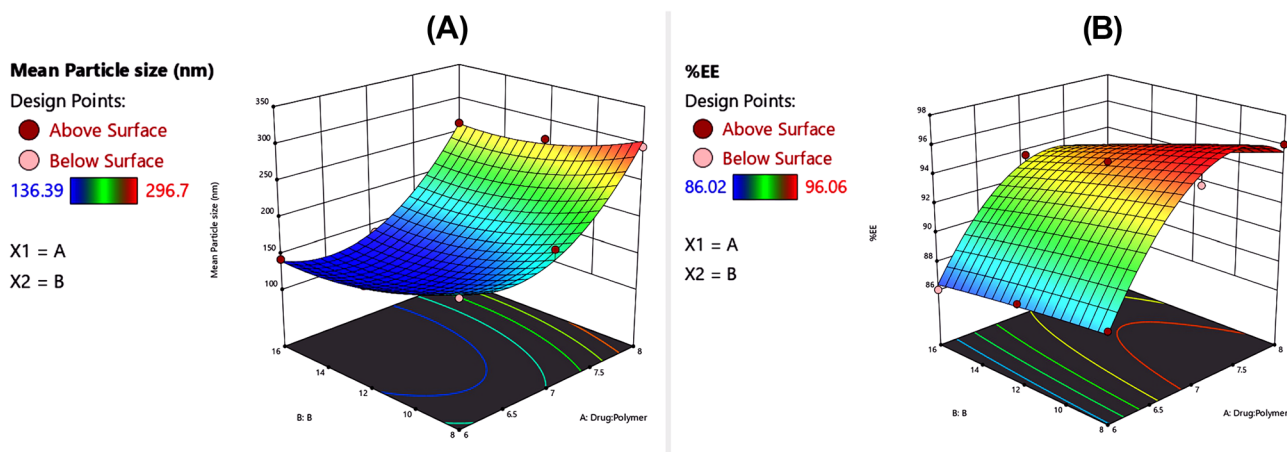 (A)
Mean Particle size (nm)
Design Points:
Above Surface
Below Surface
136.39 296.7
X1 = A
X2 = B
Mean Particle size (nm)
350
300
250
200
150
100
16
14
12
10
8
B: B
6
6.5
7
7.5
8
A: Drug:Polymer
(B)
%EE
Design Points:
Above Surface
Below Surface
86.02 96.06
X1 = A
X2 = B
%EE
98
96
94
92
90
88
86
16
14
12
10
8
B: B
6
6.5
7
7.5
8
A: Drug:Polymer